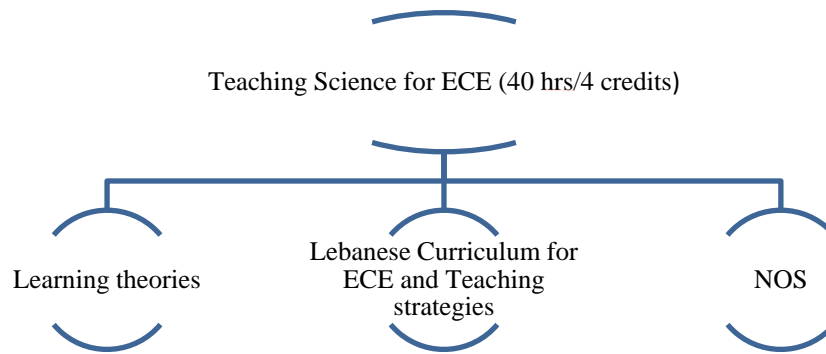 Teaching Science for ECE (40 hrs/4 credits)
Learning theories
Lebanese Curriculum for
ECE and Teaching
strategies
NOS